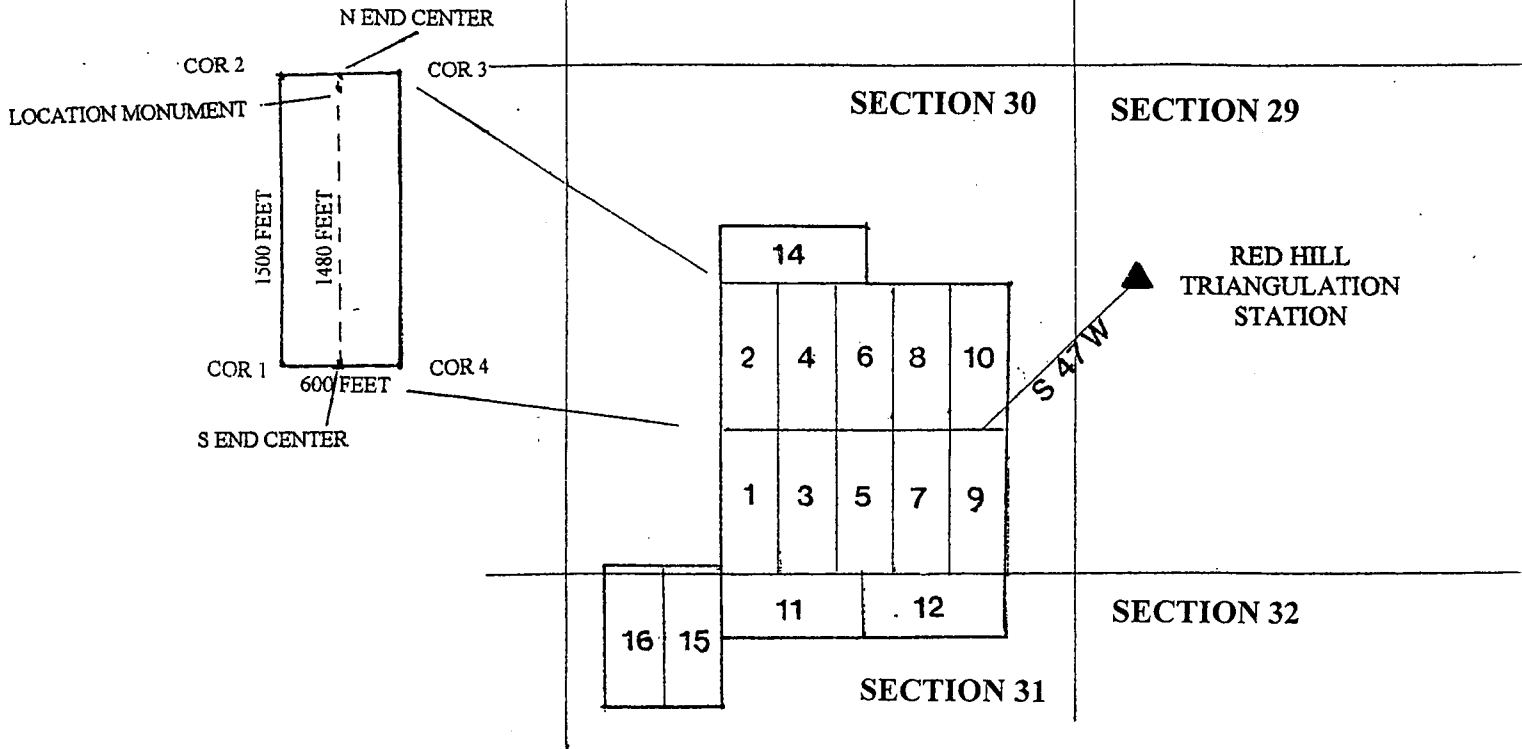 N END CENTER
COR 2
COR 3
LOCATION MONUMENT
1500 FEET
1480 FEET
COR 1
COR 4
600 FEET
S END CENTER
SECTION 30
SECTION 29
RED HILL
TRIANGULATION
STATION
S 47 W
14
2 4 6 8 10
1 3 5 7 9
11 12
16 15
SECTION 32
SECTION 31